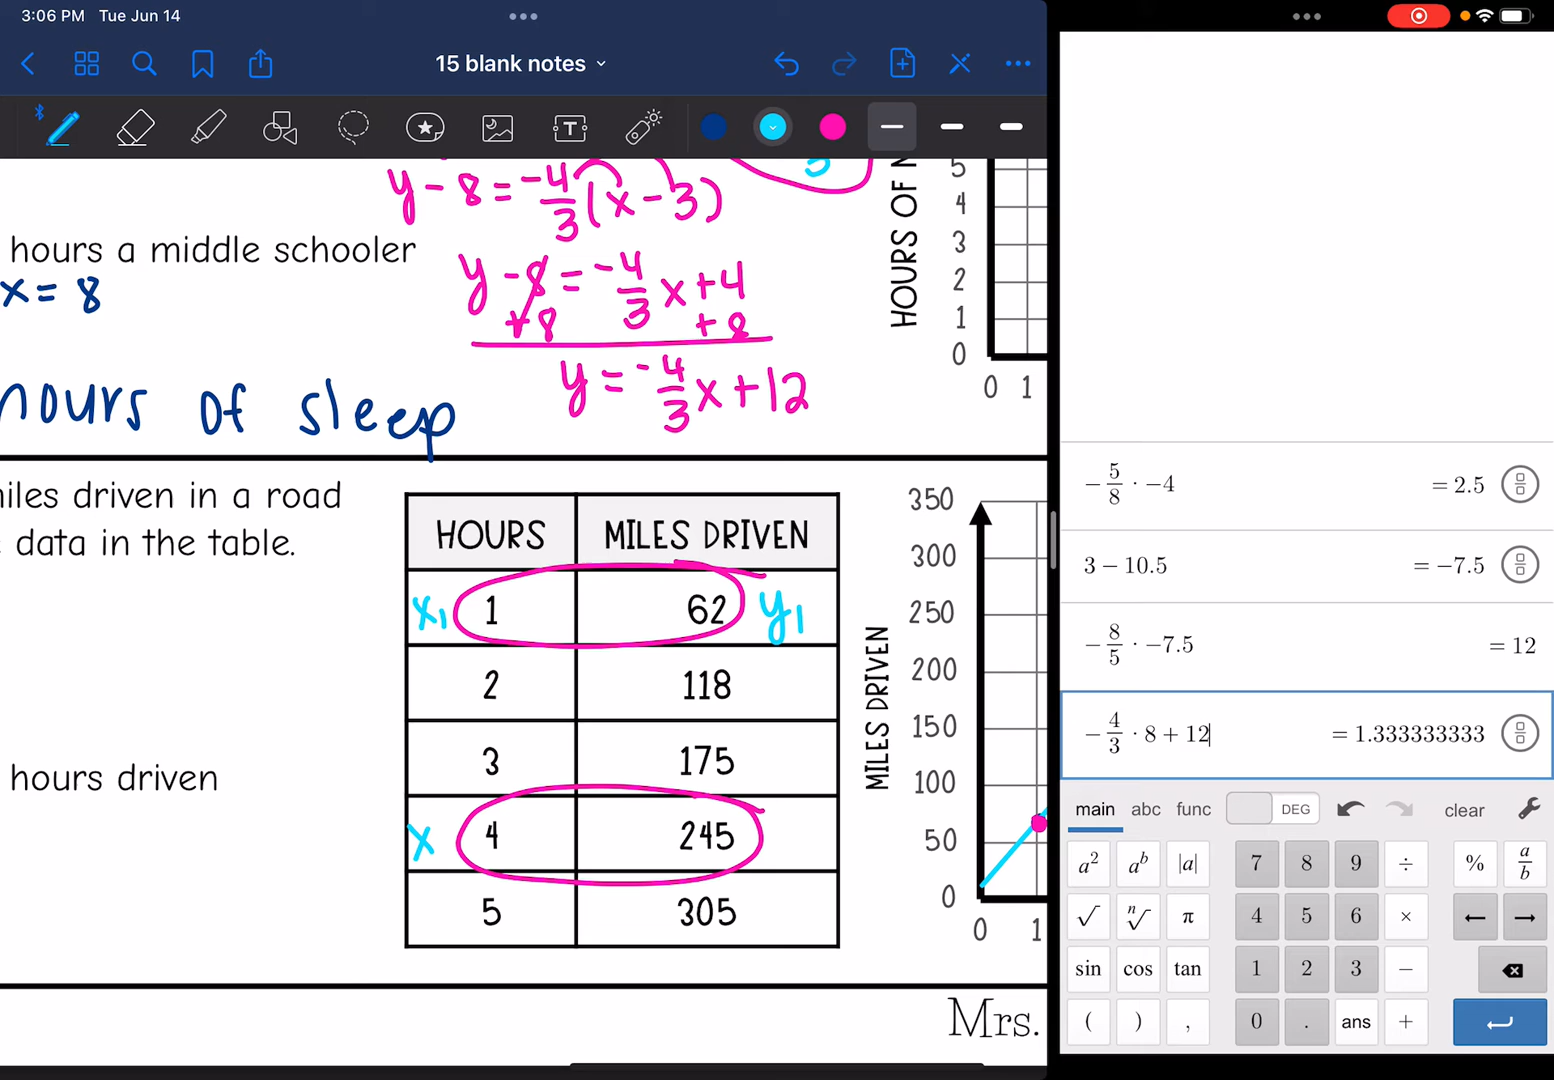 3:06 PM Tue Jun 14
15 blank notes
T
y - 8 = -4/3 (x - 3)
3
hours a middle schooler
x = 8
y - 8 = -4/3 x + 4
+ 8 + 8
y = -4/3 x + 12
hours of sleep
HOURS OF
5
4
3
2
1
0
0 1
miles driven in a road
data in the table.
hours driven
HOURS MILES DRIVEN
x₁ 1 62 y₁
2 118
3 175
x 4 245
5 305
MILES DRIVEN
350
300
250
200
150
100
50
0
0 1
Mrs.
-5/8 · -4 = 2.5
3 - 10.5 = -7.5
-8/5 · -7.5 = 12
-4/3 · 8 + 12 = 1.333333333
main abc func DEG clear
a² aᵇ |a| 7 8 9 ÷ % a/b
√ ⁿ√ π 4 5 6 × ← →
sin cos tan 1 2 3 −
( ) , 0 . ans +